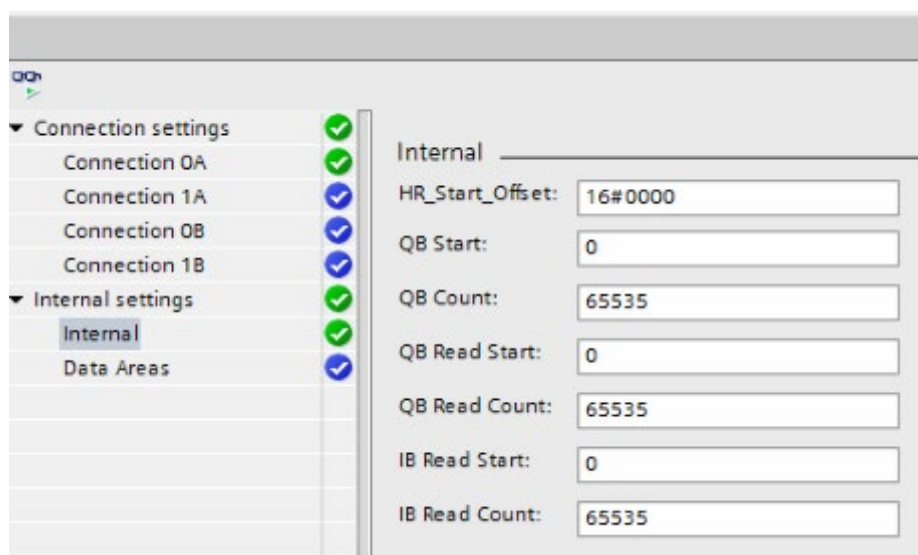 Connection settings
Connection 0A
Connection 1A
Connection 0B
Connection 1B
Internal settings
Internal
Data Areas
Internal
HR_Start_Offset: 16#0000
QB Start: 0
QB Count: 65535
QB Read Start: 0
QB Read Count: 65535
IB Read Start: 0
IB Read Count: 65535